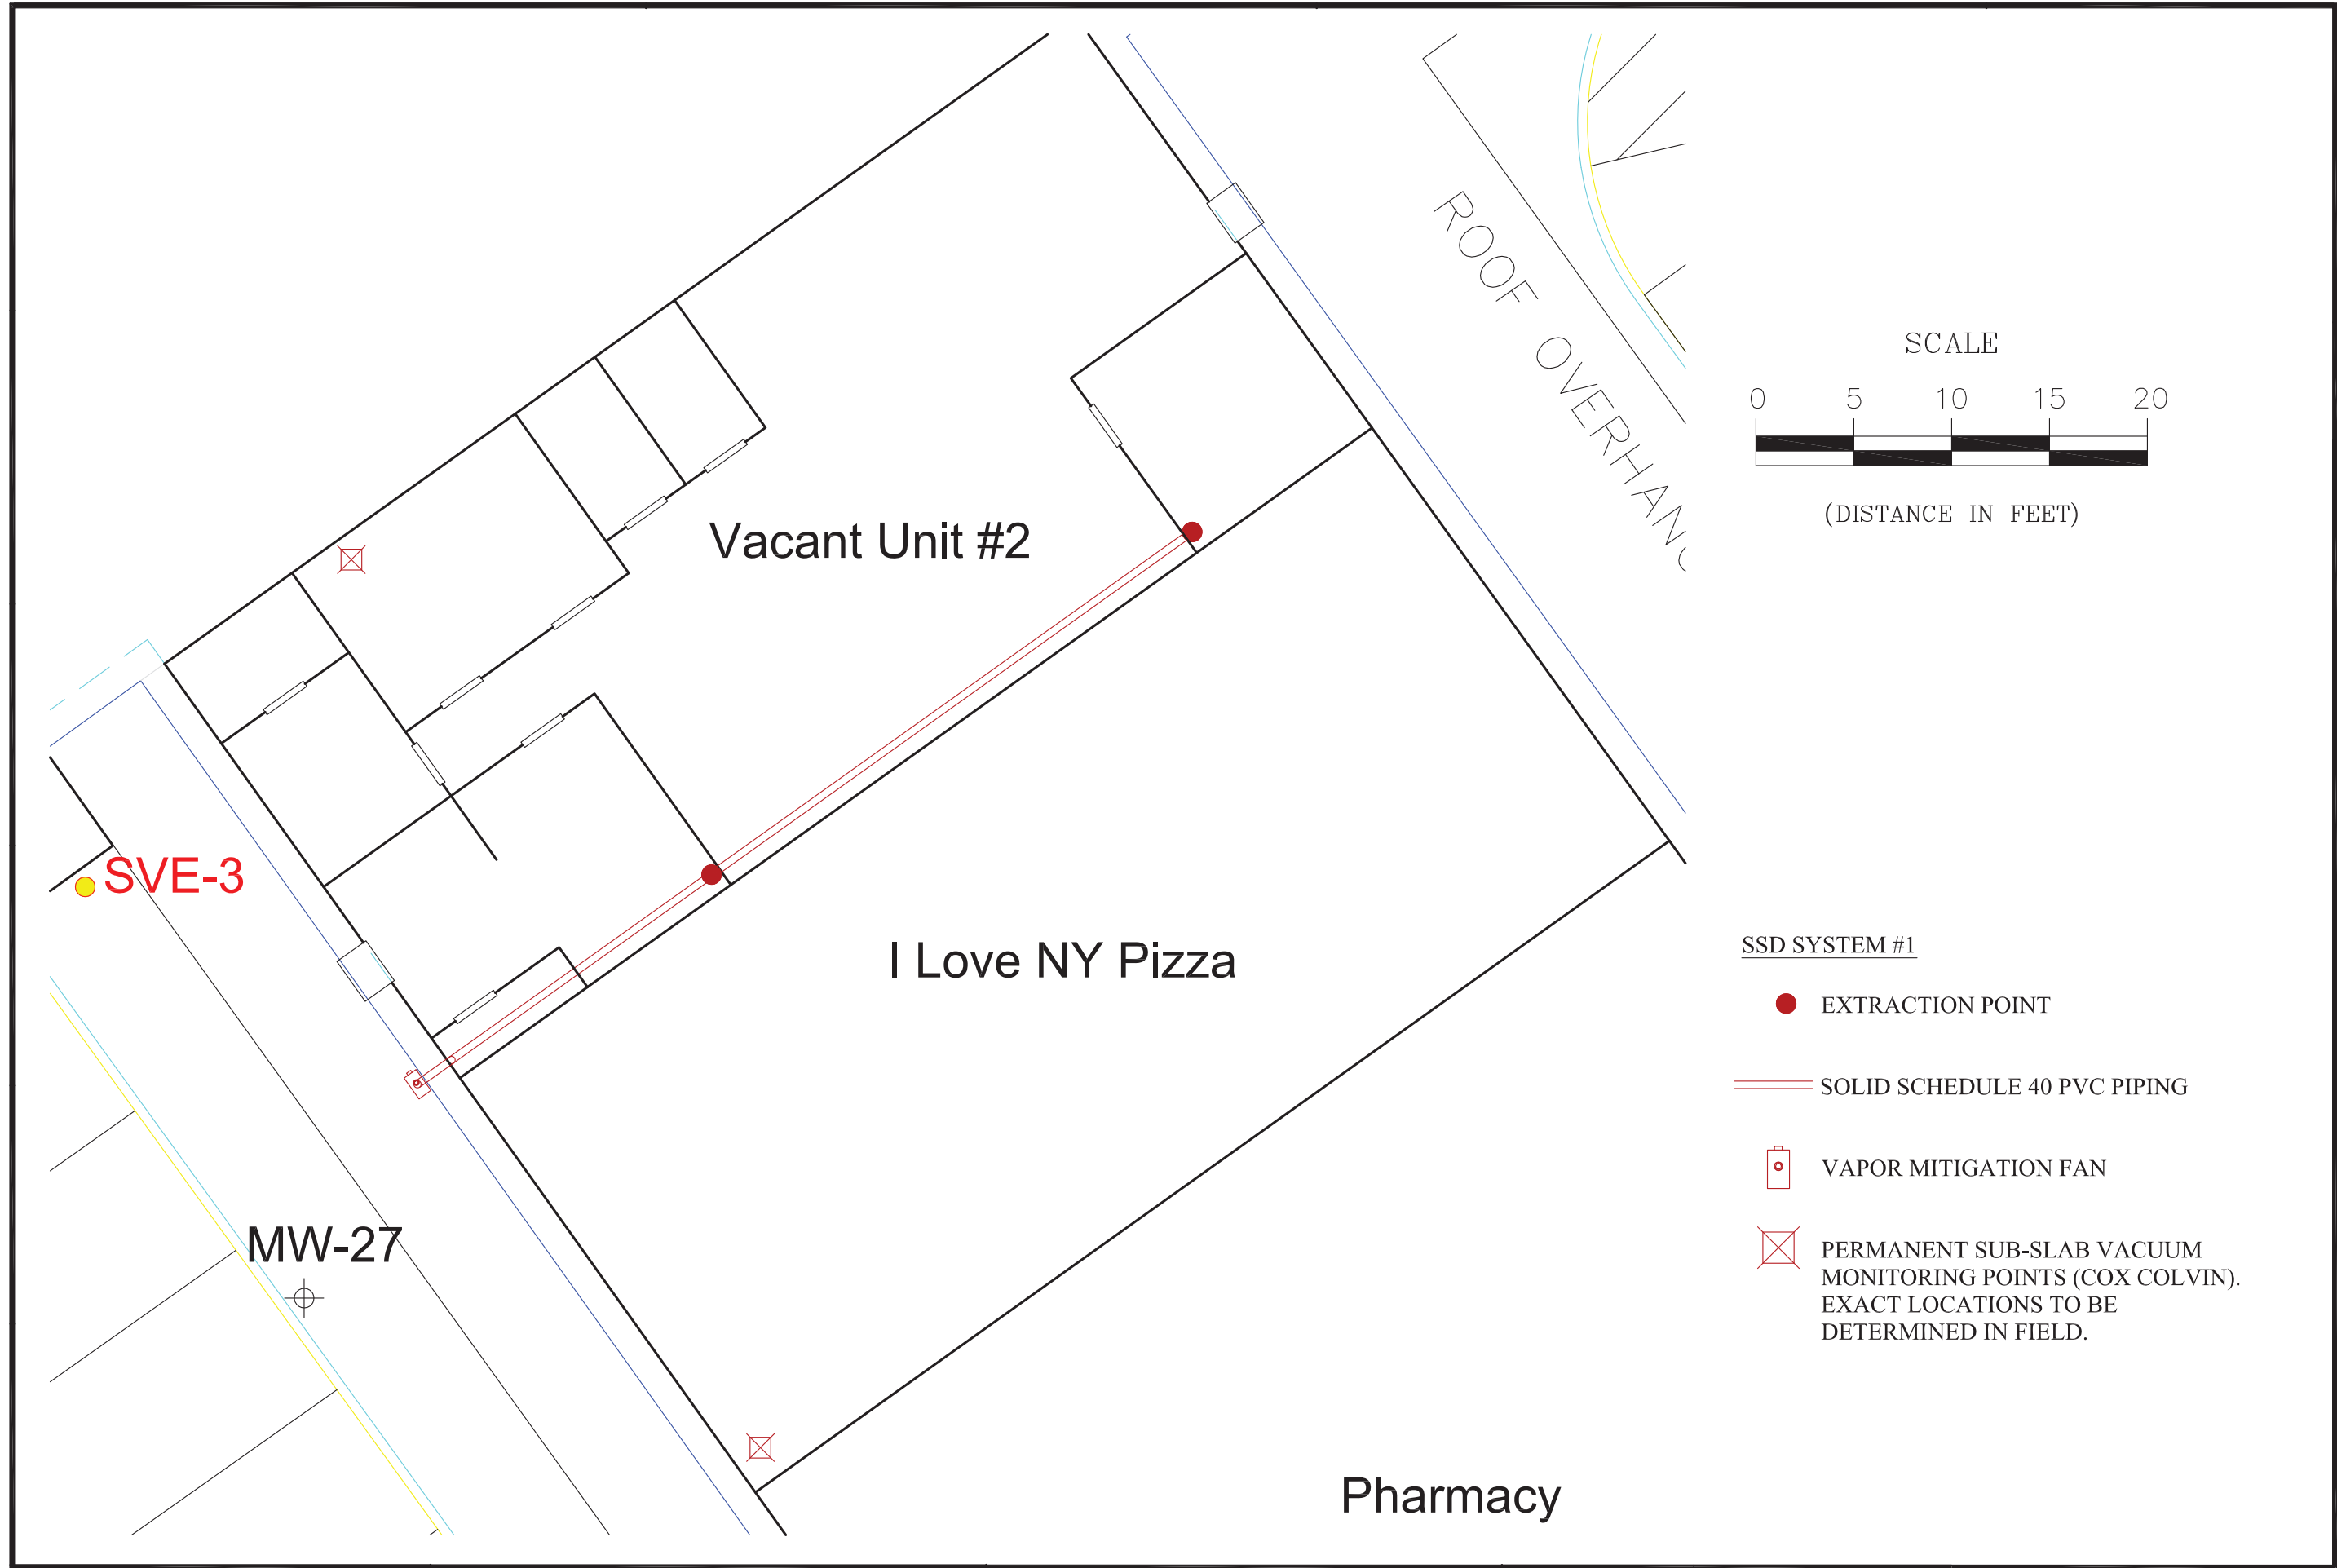 ROOF OVERHANG
SCALE
0 5 10 15 20
(DISTANCE IN FEET)
Vacant Unit #2
SVE-3
I Love NY Pizza
MW-27
Pharmacy
SSD SYSTEM #1
EXTRACTION POINT
SOLID SCHEDULE 40 PVC PIPING
VAPOR MITIGATION FAN
PERMANENT SUB-SLAB VACUUM
MONITORING POINTS (COX COLVIN).
EXACT LOCATIONS TO BE
DETERMINED IN FIELD.